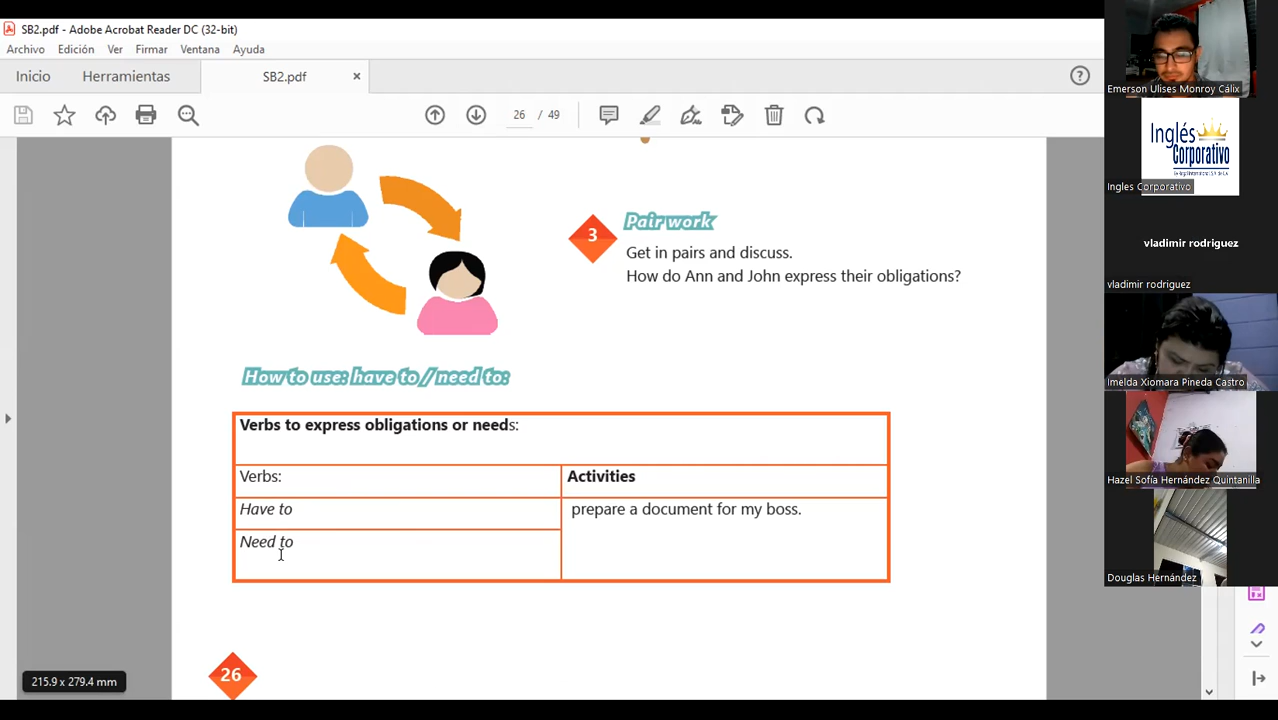 SB2.pdf - Adobe Acrobat Reader DC (32-bit)
Archivo Edición Ver Firmar Ventana Ayuda
Inicio Herramientas SB2.pdf ×
26 / 49
3 Pair work
Get in pairs and discuss.
How do Ann and John express their obligations?
How to use: have to / need to:
Verbs to express obligations or needs:
Verbs: Activities
Have to prepare a document for my boss.
Need to
26
215.9 x 279.4 mm
Emerson Ulises Monroy Cálix
Inglés
Corporativo
Ingles Corporativo
vladimir rodriguez
vladimir rodriguez
Imelda Xiomara Pineda Castro
Hazel Sofía Hernández Quintanilla
Douglas Hernández